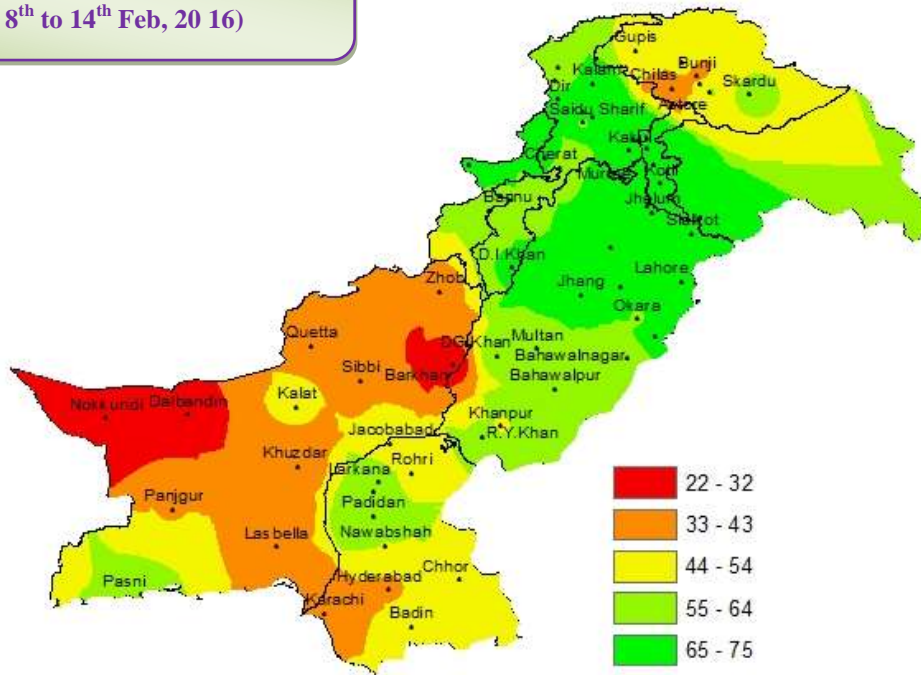 8th to 14th Feb, 20 16)
Gupis
Bunji
Kalam
Chilas
Skardu
Dir
Astore
Saidu Sharif
Kakul
Cherat
Murree
Kotli
Bannu
Jhelum
Sialkot
D.I.Khan
Lahore
Zhob
Jhang
Okara
Quetta
DG Khan
Multan
Sibbi
Barkhan
Bahawalnagar
Bahawalpur
Nokkundi
Dalbandin
Kalat
Khanpur
Jacobabad
R.Y.Khan
Khuzdar
Larkana
Rohri
22 - 32
Panjgur
Padidan
33 - 43
Lasbella
Nawabshah
44 - 54
Pasni
Hyderabad
Chhor
55 - 64
Karachi
Badin
65 - 75